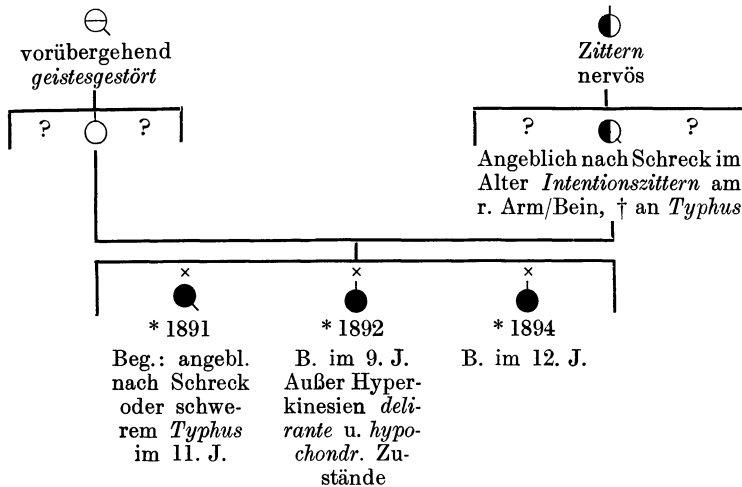 vorübergehend
geistesgestört
Zittern
nervös
? ?
? ?
Angeblich nach Schreck im
Alter Intentionszittern am
r. Arm/Bein, † an Typhus
× × ×
* 1891
Beg.: angebl.
nach Schreck
oder schwe-
rem Typhus
im 11. J.
* 1892
B. im 9. J.
Außer Hyper-
kinesien deli-
rante u. hypo-
chondr. Zu-
stände
* 1894
B. im 12. J.